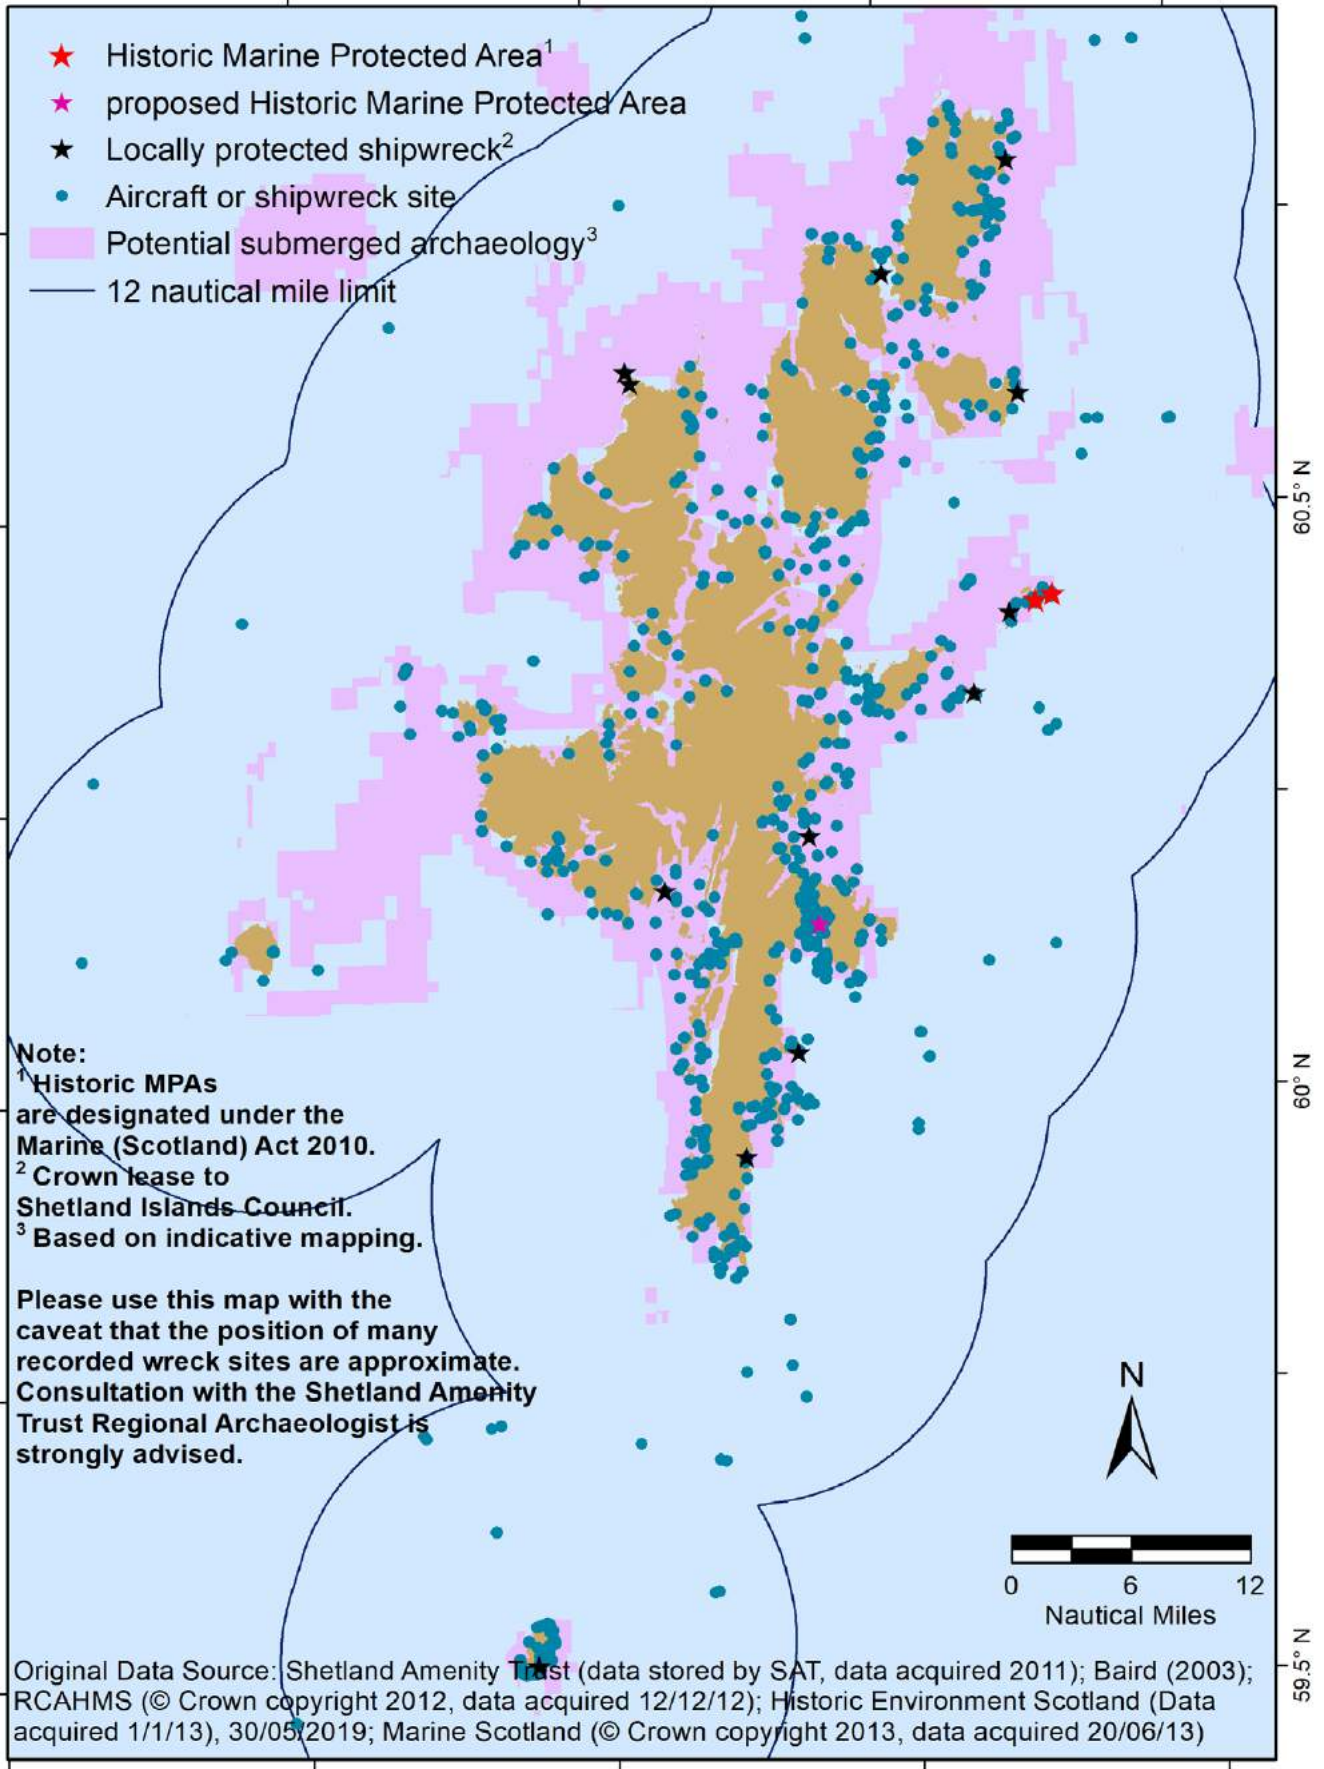 Historic Marine Protected Area¹
proposed Historic Marine Protected Area
Locally protected shipwreck²
Aircraft or shipwreck site
Potential submerged archaeology³
12 nautical mile limit
60.5° N
60° N
59.5° N
Note:
¹ Historic MPAs
are designated under the
Marine (Scotland) Act 2010.
² Crown lease to
Shetland Islands Council.
³ Based on indicative mapping.
Please use this map with the
caveat that the position of many
recorded wreck sites are approximate.
Consultation with the Shetland Amenity
Trust Regional Archaeologist is
strongly advised.
N
0 6 12
Nautical Miles
Original Data Source: Shetland Amenity Trust (data stored by SAT, data acquired 2011); Baird (2003);
RCAHMS (© Crown copyright 2012, data acquired 12/12/12); Historic Environment Scotland (Data
acquired 1/1/13), 30/05/2019; Marine Scotland (© Crown copyright 2013, data acquired 20/06/13)